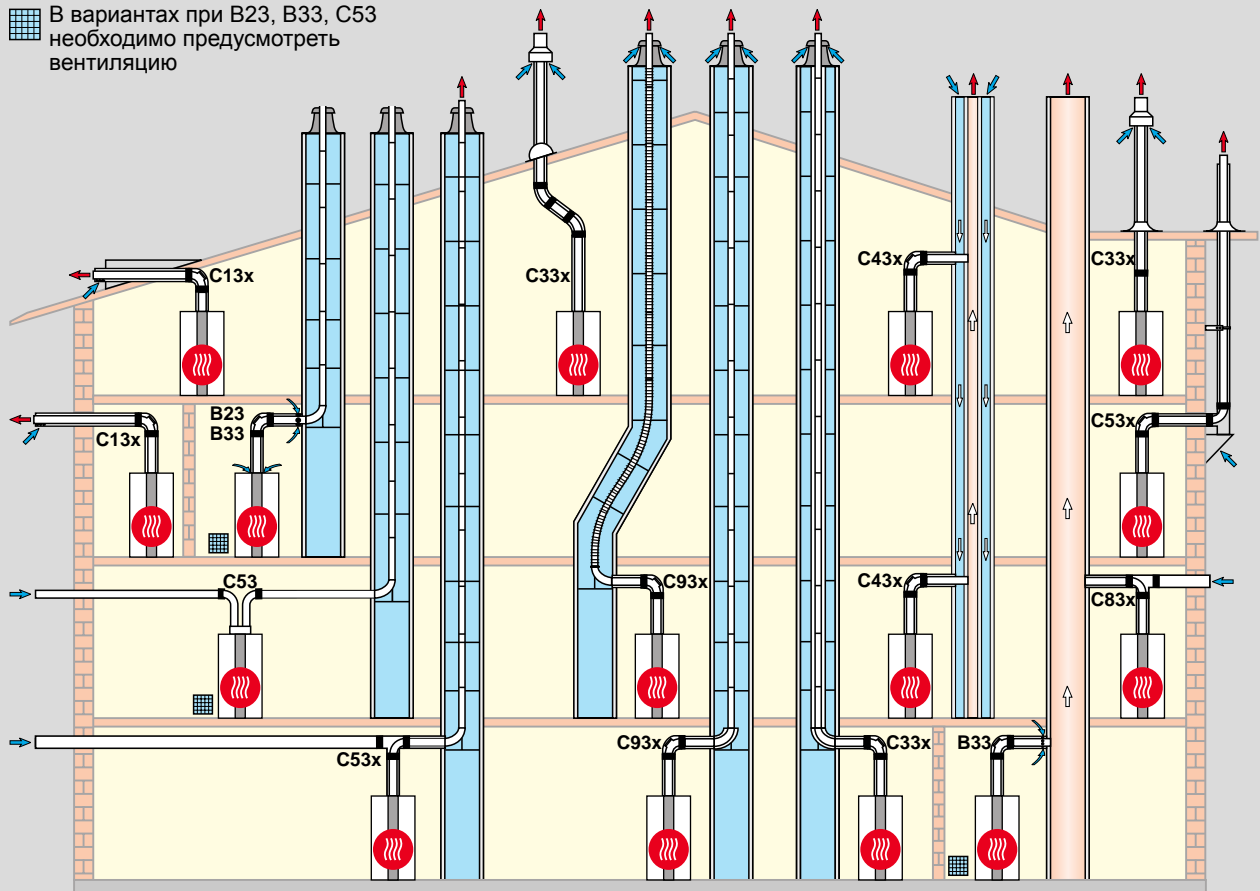 В вариантах при B23, B33, C53
необходимо предусмотреть
вентиляцию
C13x
C33x
C43x
C33x
C13x
B23
B33
C53x
C53
C93x
C43x
C83x
C53x
C93x
C33x
B33